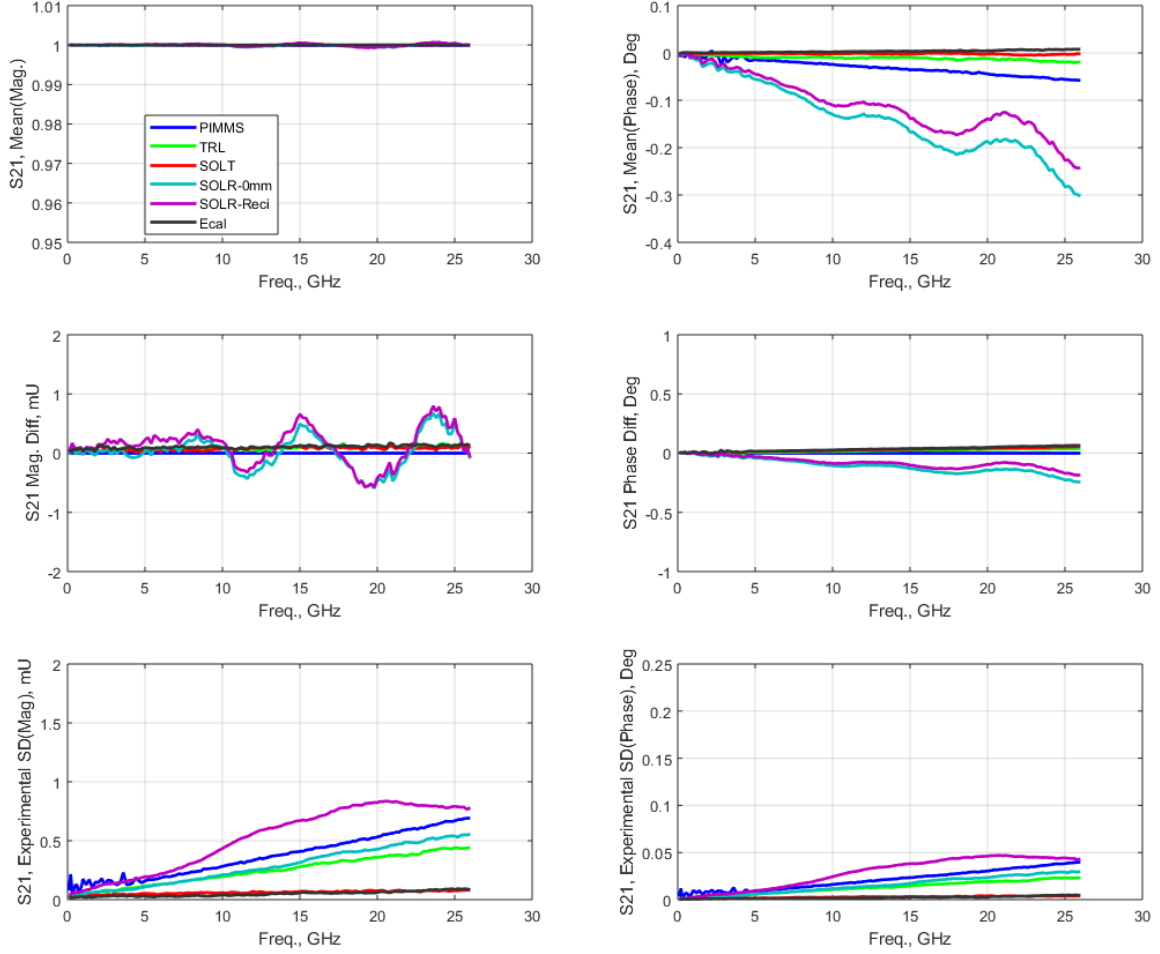 S21, Mean(Mag.)
1.01
1
0.99
0.98
0.97
0.96
0.95
PIMMS
TRL
SOLT
SOLR-0mm
SOLR-Reci
Ecal
0 5 10 15 20 25 30
Freq., GHz
S21, Mean(Phase), Deg
0.1
0
-0.1
-0.2
-0.3
-0.4
0 5 10 15 20 25 30
Freq., GHz
S21 Mag. Diff, mU
2
1
0
-1
-2
0 5 10 15 20 25 30
Freq., GHz
S21 Phase Diff, Deg
1
0.5
0
-0.5
-1
0 5 10 15 20 25 30
Freq., GHz
S21, Experimental SD(Mag), mU
2
1.5
1
0.5
0
0 5 10 15 20 25 30
Freq., GHz
S21, Experimental SD(Phase), Deg
0.25
0.2
0.15
0.1
0.05
0
0 5 10 15 20 25 30
Freq., GHz